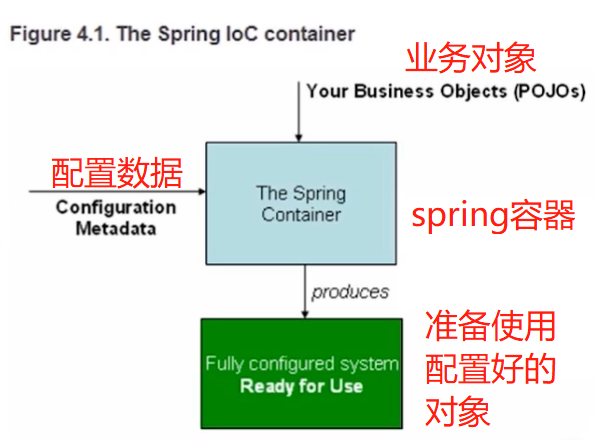 Figure 4.1. The Spring IoC container
业务对象
Your Business Objects (POJOs)
配置数据
Configuration
Metadata
The Spring
Container
spring容器
produces
Fully configured system
Ready for Use
准备使用
配置好的
对象